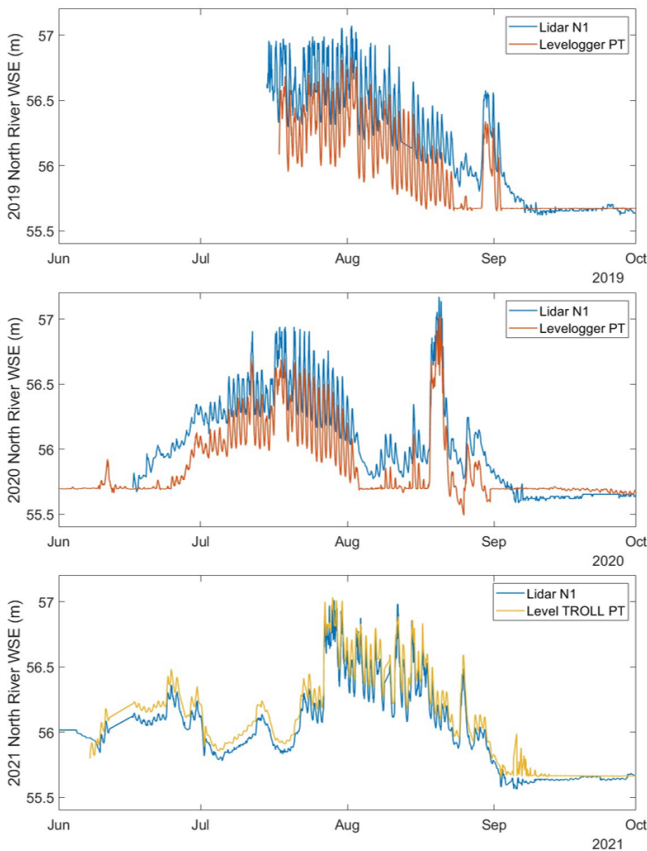 2019 North River WSE (m)
57
56.5
56
55.5
Lidar N1
Levelogger PT
Jun Jul Aug Sep Oct
2019
2020 North River WSE (m)
57
56.5
56
55.5
Lidar N1
Levelogger PT
Jun Jul Aug Sep Oct
2020
2021 North River WSE (m)
57
56.5
56
55.5
Lidar N1
Level TROLL PT
Jun Jul Aug Sep Oct
2021